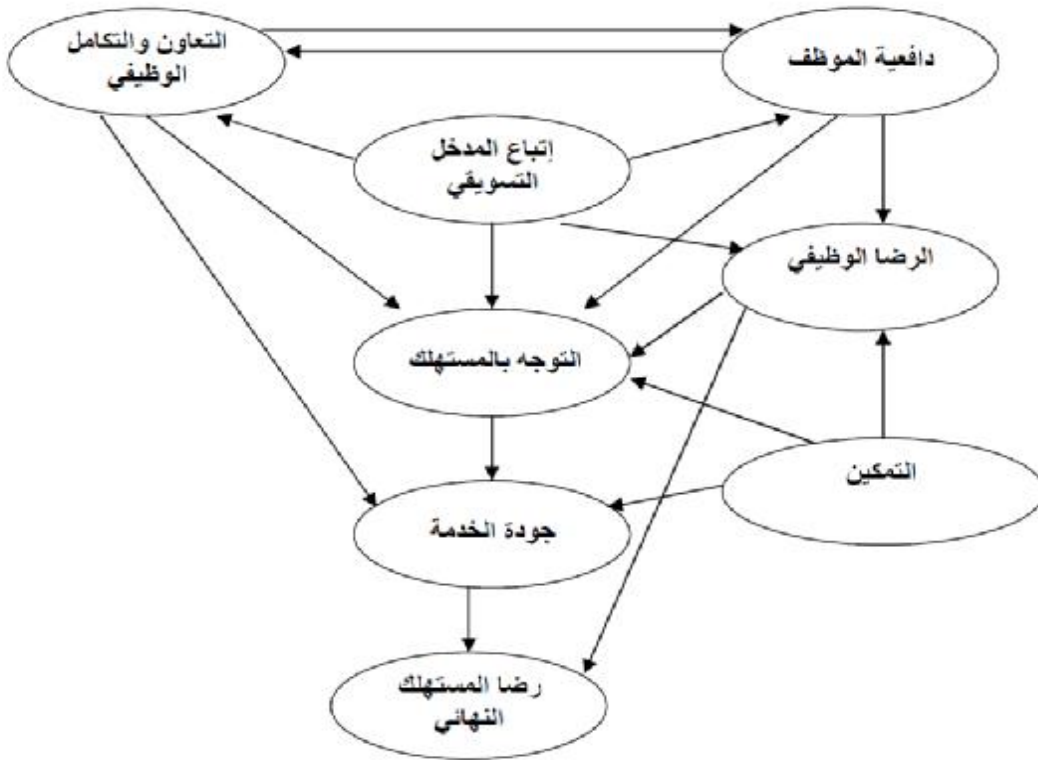 التعاون والتكامل
الوظيفي
دافعية الموظف
إتباع المدخل
التسويقي
الرضا الوظيفي
التوجه بالمستهلك
التمكين
جودة الخدمة
رضا المستهلك
النهائي